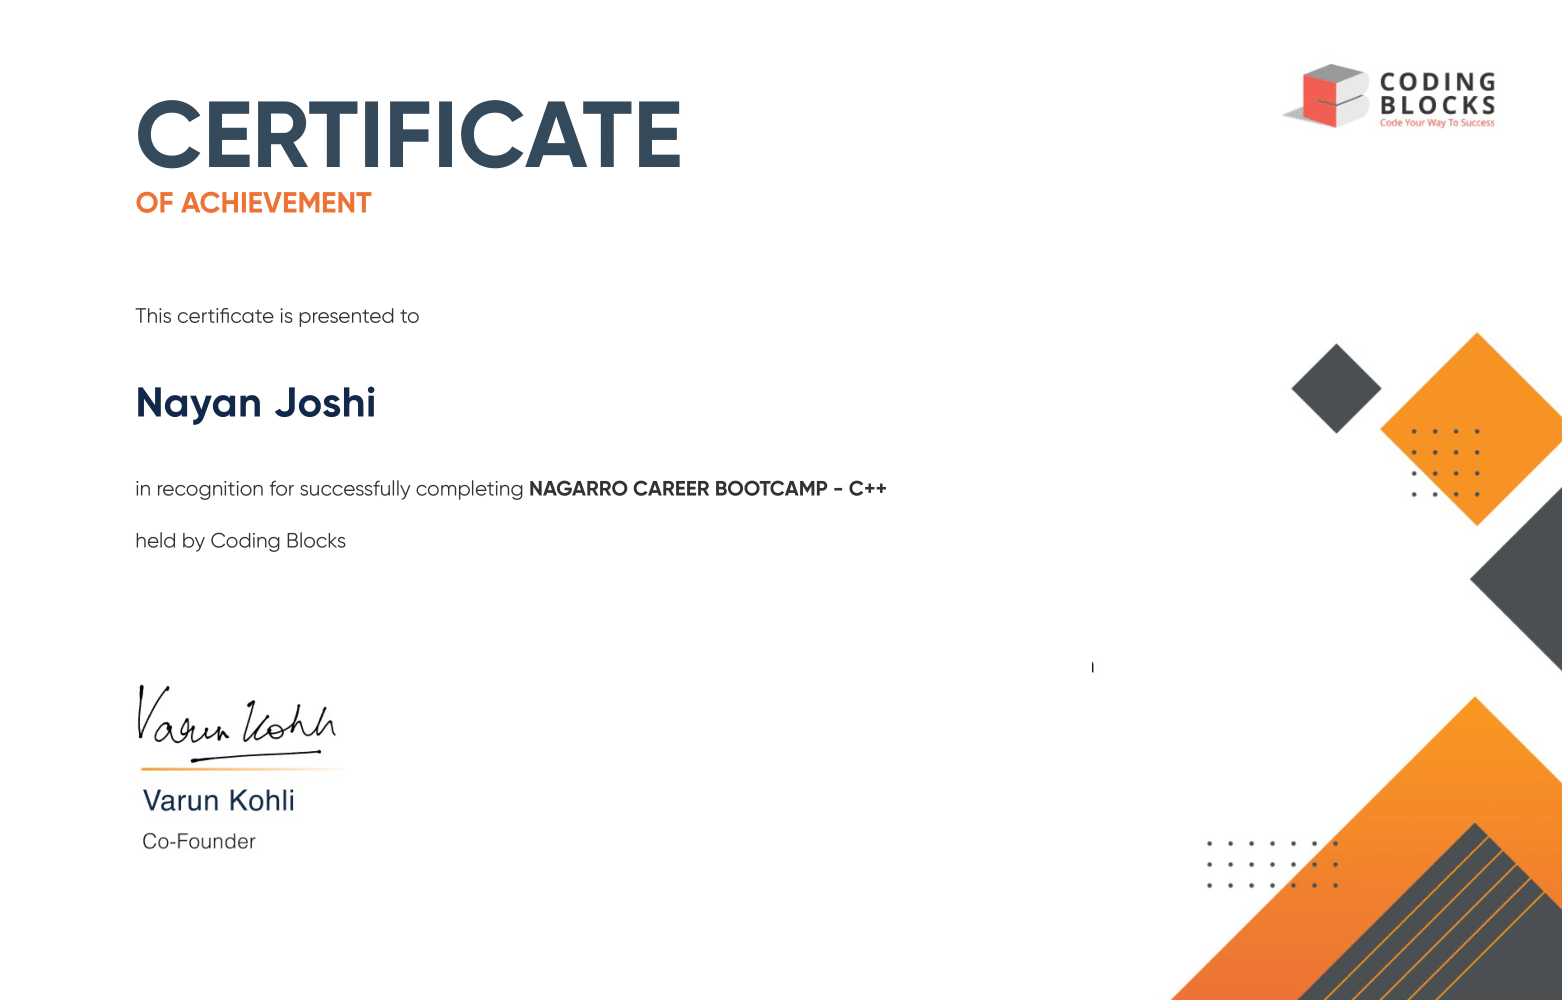 CODING
BLOCKS
Code Your Way To Success
CERTIFICATE
OF ACHIEVEMENT
This certificate is presented to
Nayan Joshi
in recognition for successfully completing NAGARRO CAREER BOOTCAMP - C++
held by Coding Blocks
Varun Kohli
Varun Kohli
Co-Founder